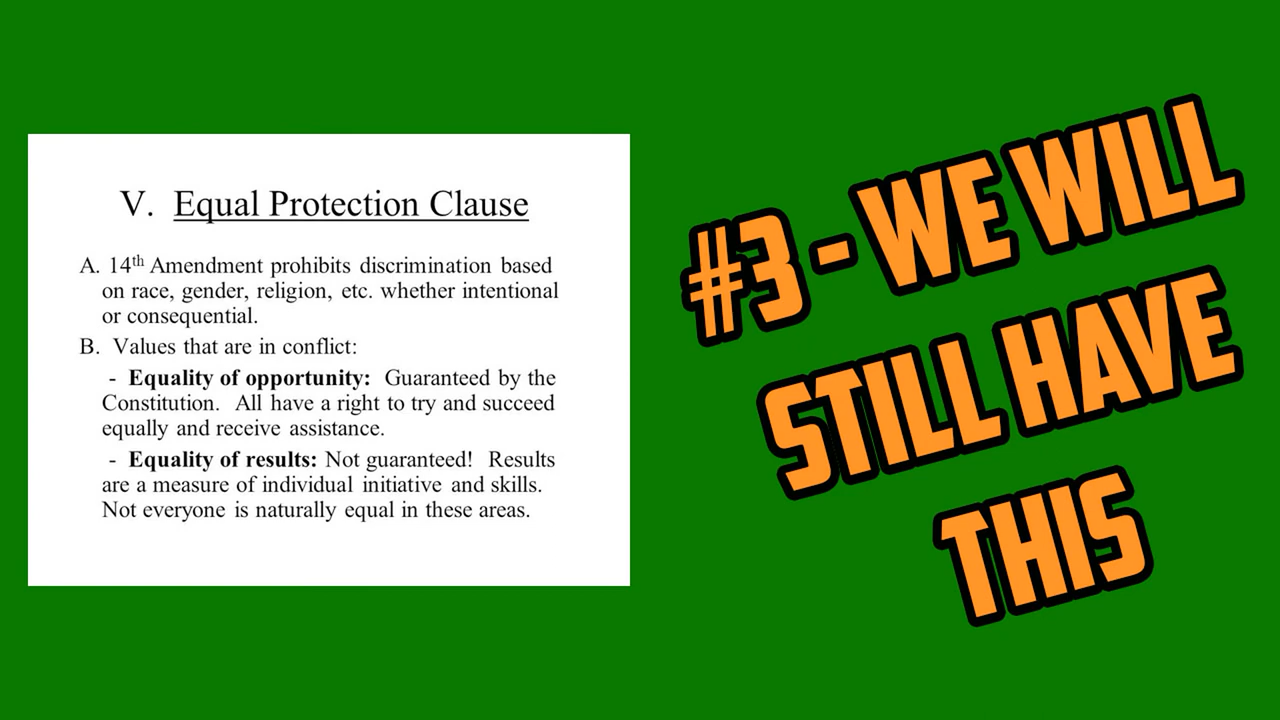 V. Equal Protection Clause
A. 14th Amendment prohibits discrimination based
on race, gender, religion, etc. whether intentional
or consequential.
B. Values that are in conflict:
- Equality of opportunity: Guaranteed by the
Constitution. All have a right to try and succeed
equally and receive assistance.
- Equality of results: Not guaranteed! Results
are a measure of individual initiative and skills.
Not everyone is naturally equal in these areas.
#3 - WE WILL
STILL HAVE
THIS